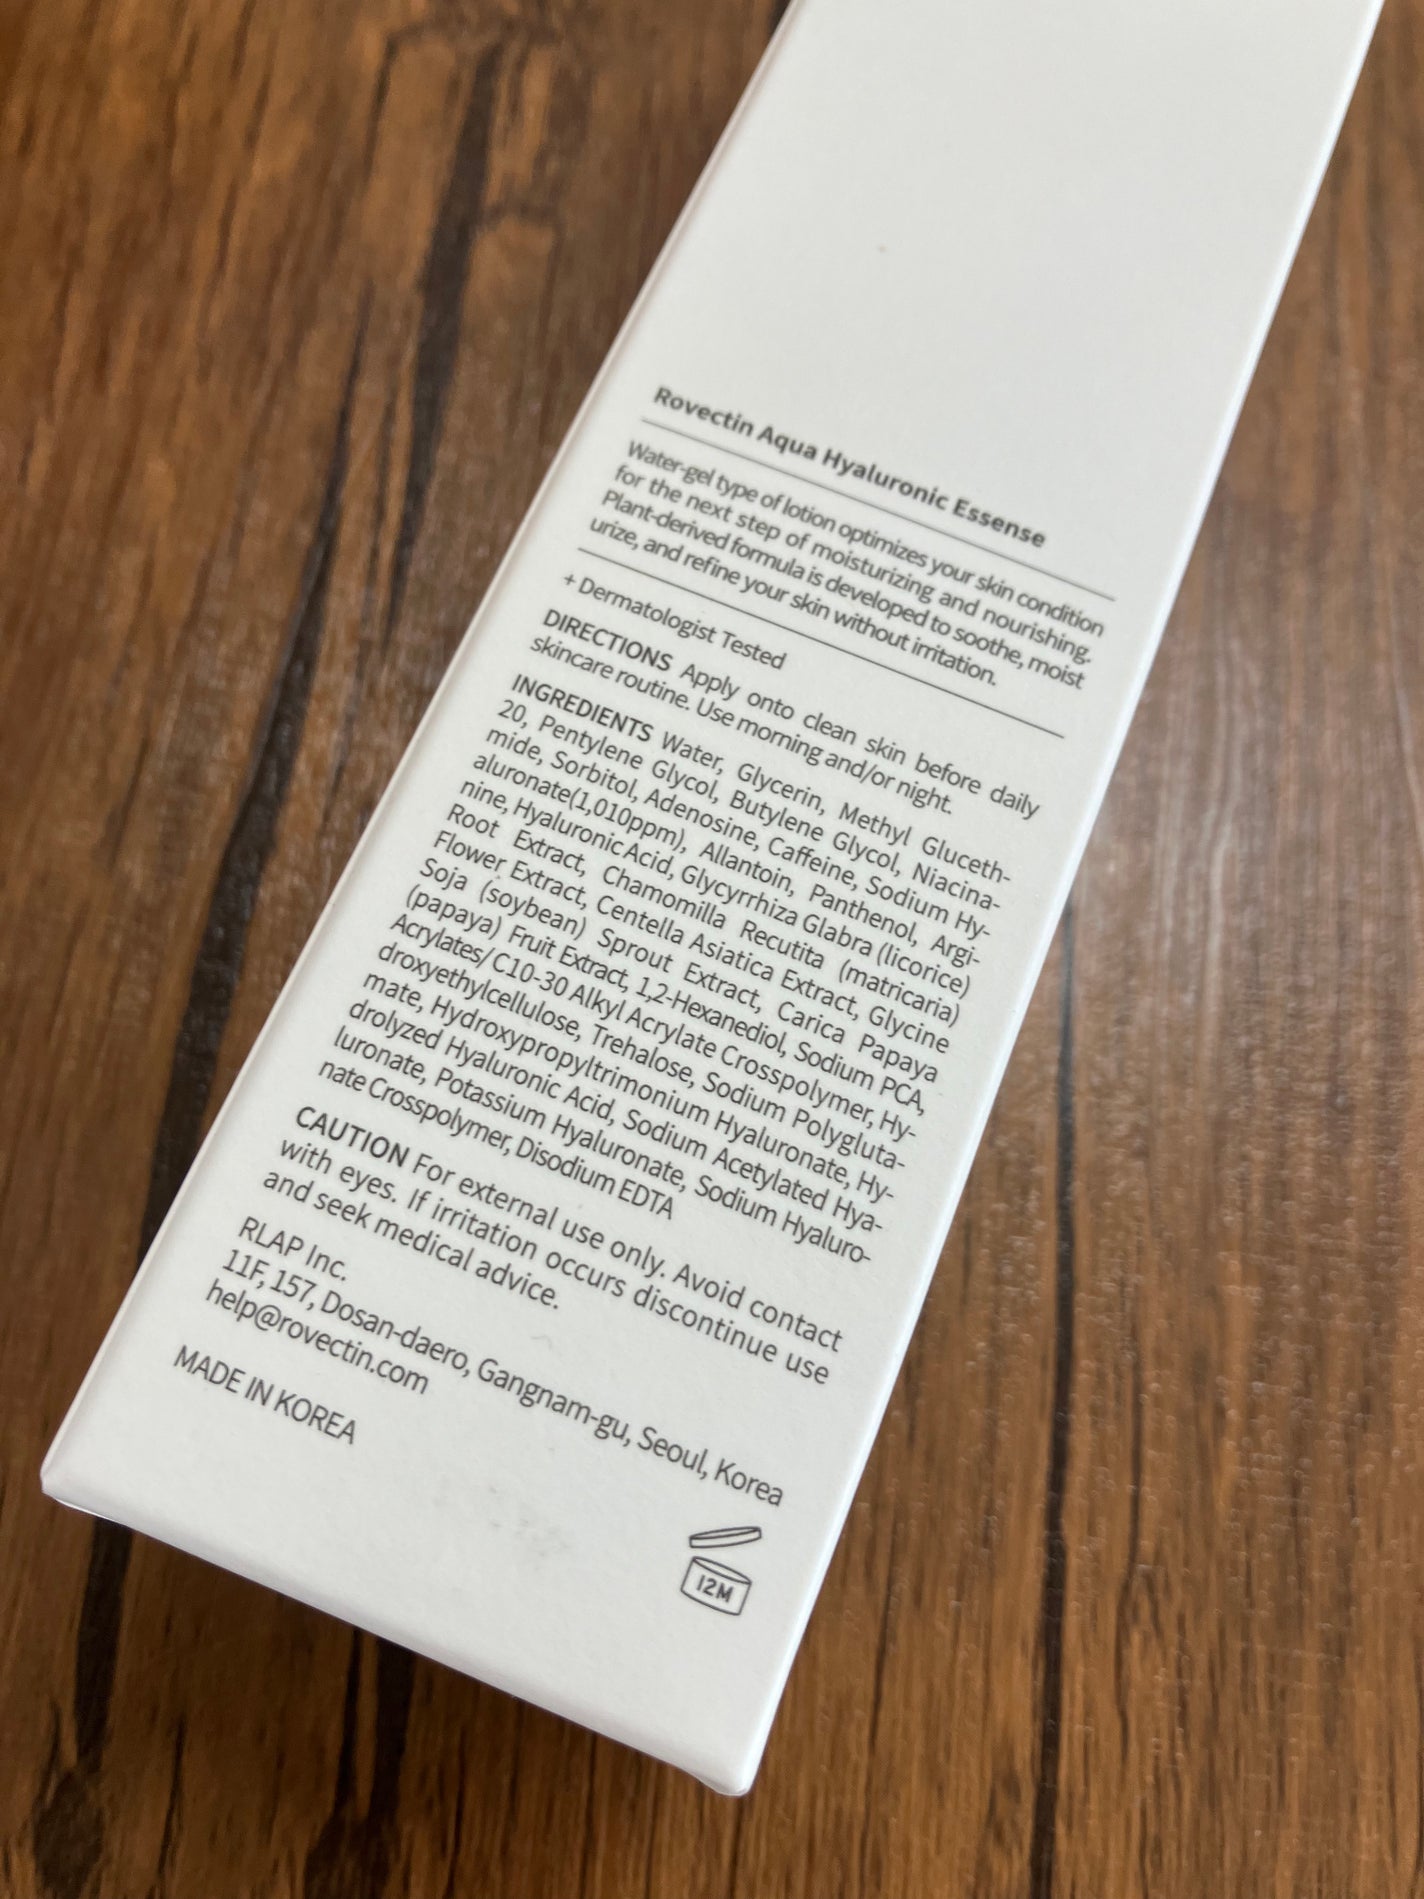 Rovectin Aqua Hyaluronic Essense
Water-gel type of lotion optimizes your skin condition
for the next step of moisturizing and nourishing.
Plant-derived formula is developed to soothe, moist
urize, and refine your skin without irritation.
+ Dermatologist Tested
DIRECTIONS Apply onto clean skin before daily
skincare routine. Use morning and/or night.
INGREDIENTS Water, Glycerin, Methyl Gluceth-
20, Pentylene Glycol, Butylene Glycol, Niacina-
mide, Sorbitol, Adenosine, Caffeine, Sodium Hy-
aluronate(1,010ppm), Allantoin, Panthenol, Argi-
nine, Hyaluronic Acid, Glycyrrhiza Glabra (licorice)
Root Extract, Chamomilla Recutita (matricaria)
Flower Extract, Centella Asiatica Extract, Glycine
Soja (soybean) Sprout Extract, Carica Papaya
(papaya) Fruit Extract, 1,2-Hexanediol, Sodium PCA,
Acrylates/ C10-30 Alkyl Acrylate Crosspolymer, Hy-
droxyethylcellulose, Trehalose, Sodium Polygluta-
mate, Hydroxypropyltrimonium Hyaluronate, Hy-
drolyzed Hyaluronic Acid, Sodium Acetylated Hya-
luronate, Potassium Hyaluronate, Sodium Hyaluro-
nate Crosspolymer, Disodium EDTA
CAUTION For external use only. Avoid contact
with eyes. If irritation occurs discontinue use
and seek medical advice.
RLAP Inc.
11F, 157, Dosan-daero, Gangnam-gu, Seoul, Korea
help@rovectin.com
MADE IN KOREA
12M